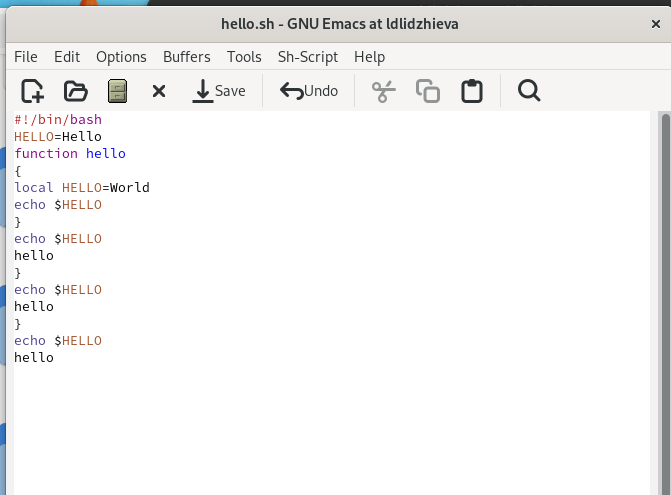 hello.sh - GNU Emacs at ldlidzhieva
File Edit Options Buffers Tools Sh-Script Help
Save Undo
#!/bin/bash
HELLO=Hello
function hello
{
local HELLO=World
echo $HELLO
}
echo $HELLO
hello
}
echo $HELLO
hello
}
echo $HELLO
hello